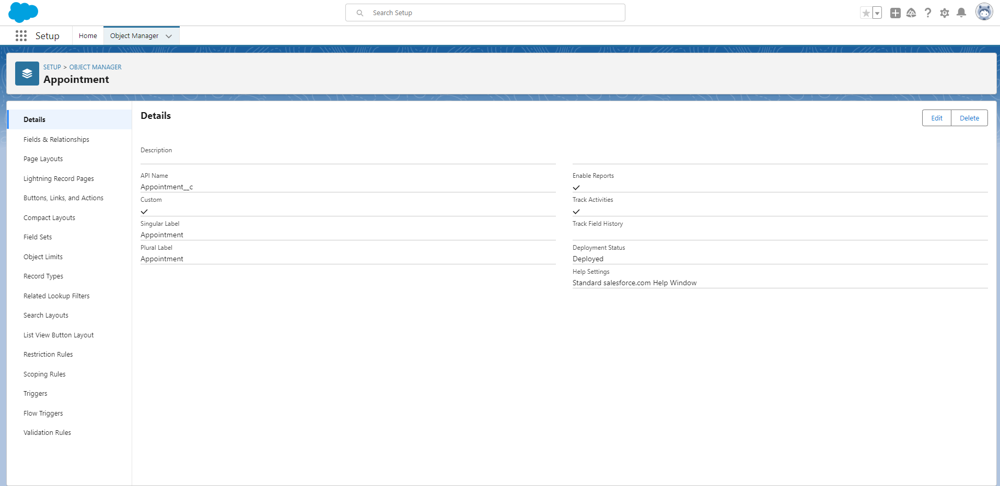 Search Setup
Setup
Home
Object Manager
SETUP > OBJECT MANAGER
Appointment
Details
Fields & Relationships
Page Layouts
Lightning Record Pages
Buttons, Links, and Actions
Compact Layouts
Field Sets
Object Limits
Record Types
Related Lookup Filters
Search Layouts
List View Button Layout
Restriction Rules
Scoping Rules
Triggers
Flow Triggers
Validation Rules
Details
Edit
Delete
Description
API Name
Appointment__c
Custom
Singular Label
Appointment
Plural Label
Appointment
Enable Reports
Track Activities
Track Field History
Deployment Status
Deployed
Help Settings
Standard salesforce.com Help Window